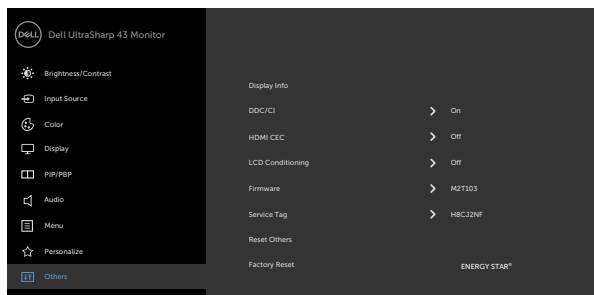 DELL
Dell UltraSharp 43 Monitor
Brightness/Contrast
Input Source
Color
Display
PIP/PBP
Audio
Menu
Personalize
Others
Display Info
DDC/CI On
HDMI CEC Off
LCD Conditioning Off
Firmware M2T103
Service Tag H8CJ2NF
Reset Others
Factory Reset ENERGY STAR®